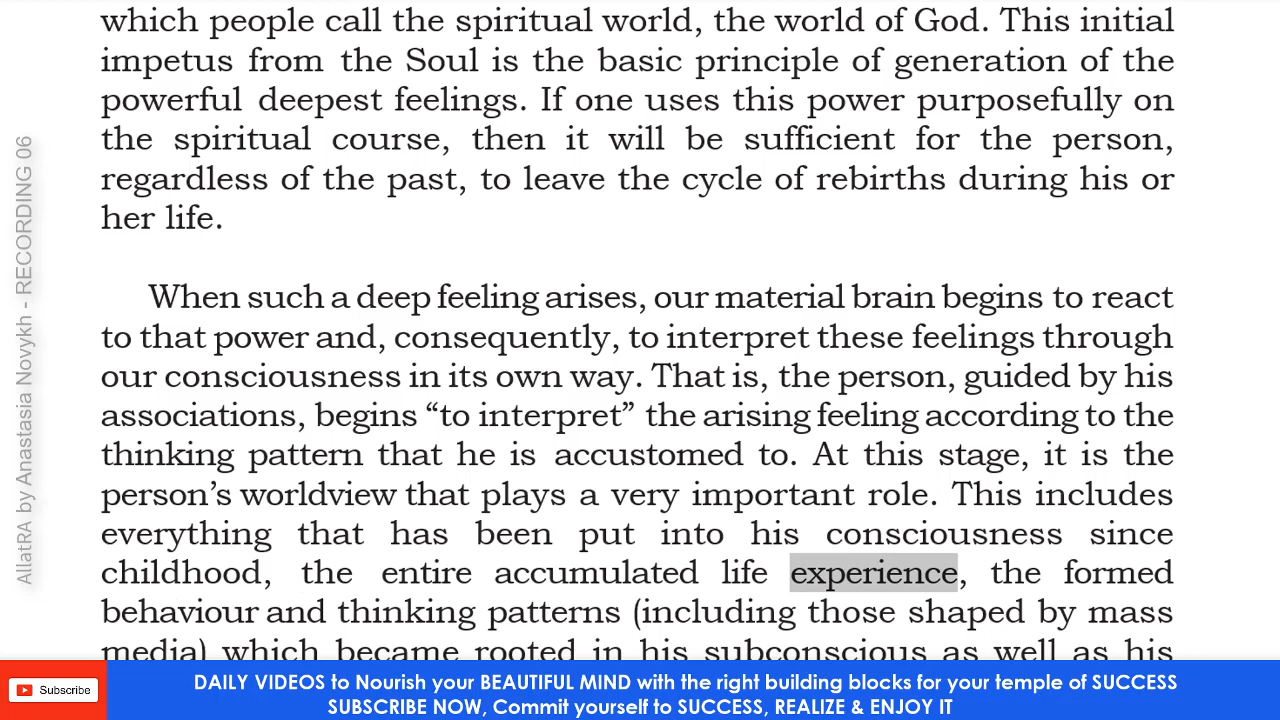 which people call the spiritual world, the world of God. This initial
impetus from the Soul is the basic principle of generation of the
powerful deepest feelings. If one uses this power purposefully on
the spiritual course, then it will be sufficient for the person,
regardless of the past, to leave the cycle of rebirths during his or
her life.
When such a deep feeling arises, our material brain begins to react
to that power and, consequently, to interpret these feelings through
our consciousness in its own way. That is, the person, guided by his
associations, begins “to interpret” the arising feeling according to the
thinking pattern that he is accustomed to. At this stage, it is the
person’s worldview that plays a very important role. This includes
everything that has been put into his consciousness since
childhood, the entire accumulated life experience, the formed
behaviour and thinking patterns (including those shaped by mass
media) which became rooted in his subconscious as well as his
AllatRA by Anastasia Novykh - RECORDING 06
Subscribe
DAILY VIDEOS to Nourish your BEAUTIFUL MIND with the right building blocks for your temple of SUCCESS
SUBSCRIBE NOW, Commit yourself to SUCCESS, REALIZE & ENJOY IT